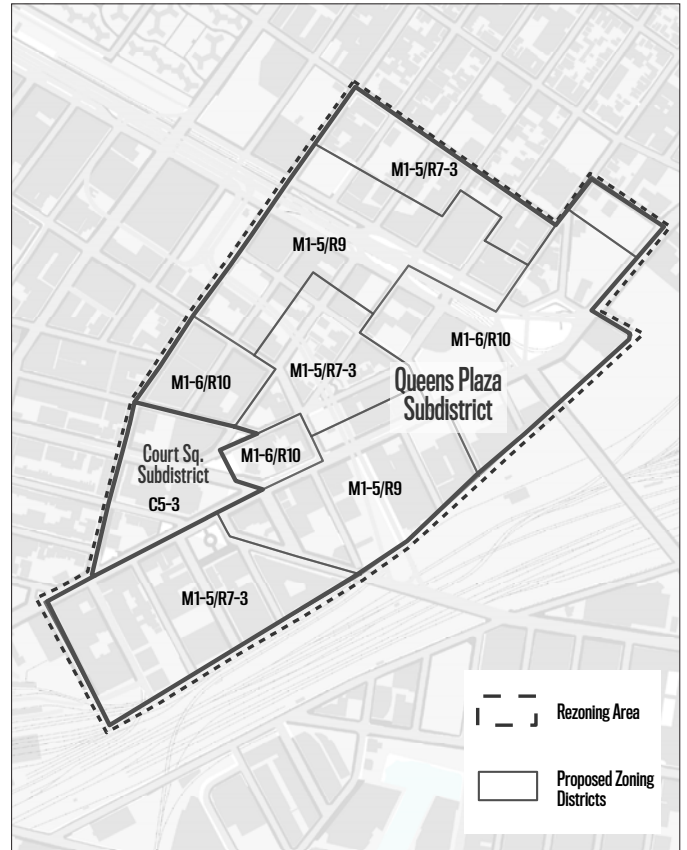 M1-5/R7-3
M1-5/R9
M1-6/R10
M1-5/R7-3
M1-6/R10
Queens Plaza
Subdistrict
Court Sq.
Subdistrict
C5-3
M1-6/R10
M1-5/R9
M1-5/R7-3
Rezoning Area
Proposed Zoning
Districts